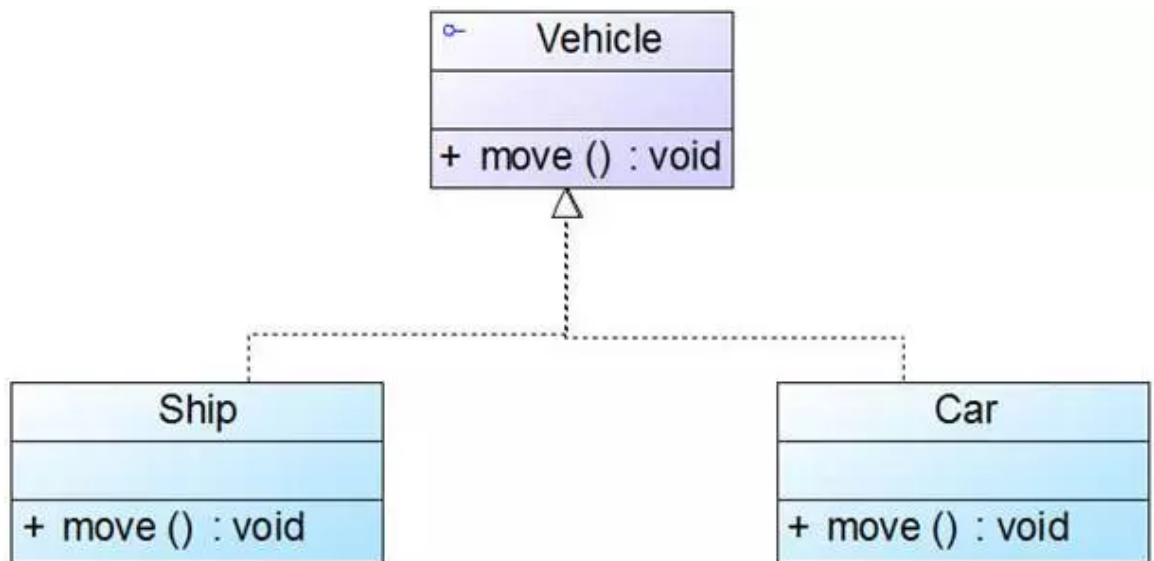 Vehicle
+ move () : void
Ship
+ move () : void
Car
+ move () : void